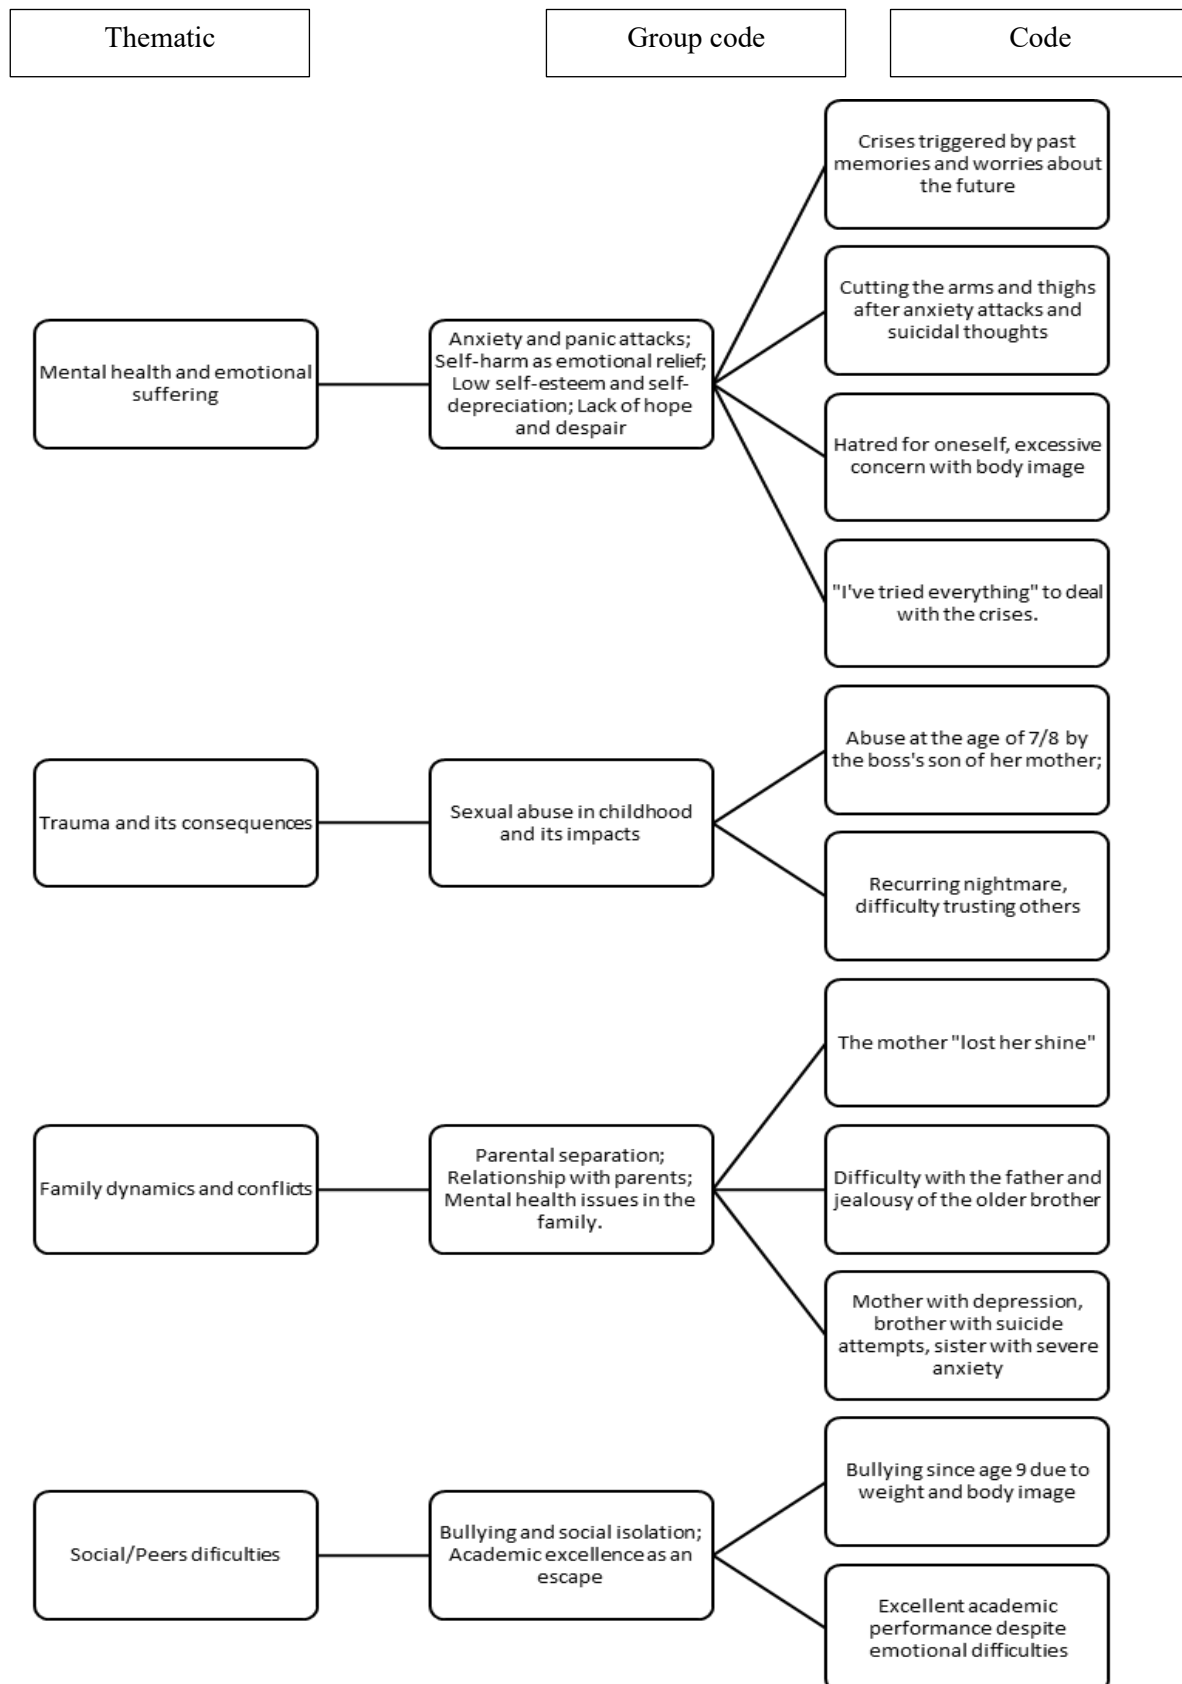 Thematic
Group code
Code
Crises triggered by past
memories and worries about
the future
Cutting the arms and thighs
after anxiety attacks and
suicidal thoughts
Mental health and emotional
suffering
Anxiety and panic attacks;
Self-harm as emotional relief;
Low self-esteem and self-
depreciation; Lack of hope
and despair
Hatred for oneself, excessive
concern with body image
"I've tried everything" to deal
with the crises.
Trauma and its consequences
Sexual abuse in childhood
and its impacts
Abuse at the age of 7/8 by
the boss's son of her mother;
Recurring nightmare,
difficulty trusting others
Family dynamics and conflicts
Parental separation;
Relationship with parents;
Mental health issues in the
family.
The mother "lost her shine"
Difficulty with the father and
jealousy of the older brother
Mother with depression,
brother with suicide
attempts, sister with severe
anxiety
Social/Peers dificulties
Bullying and social isolation;
Academic excellence as an
escape
Bullying since age 9 due to
weight and body image
Excellent academic
performance despite
emotional difficulties